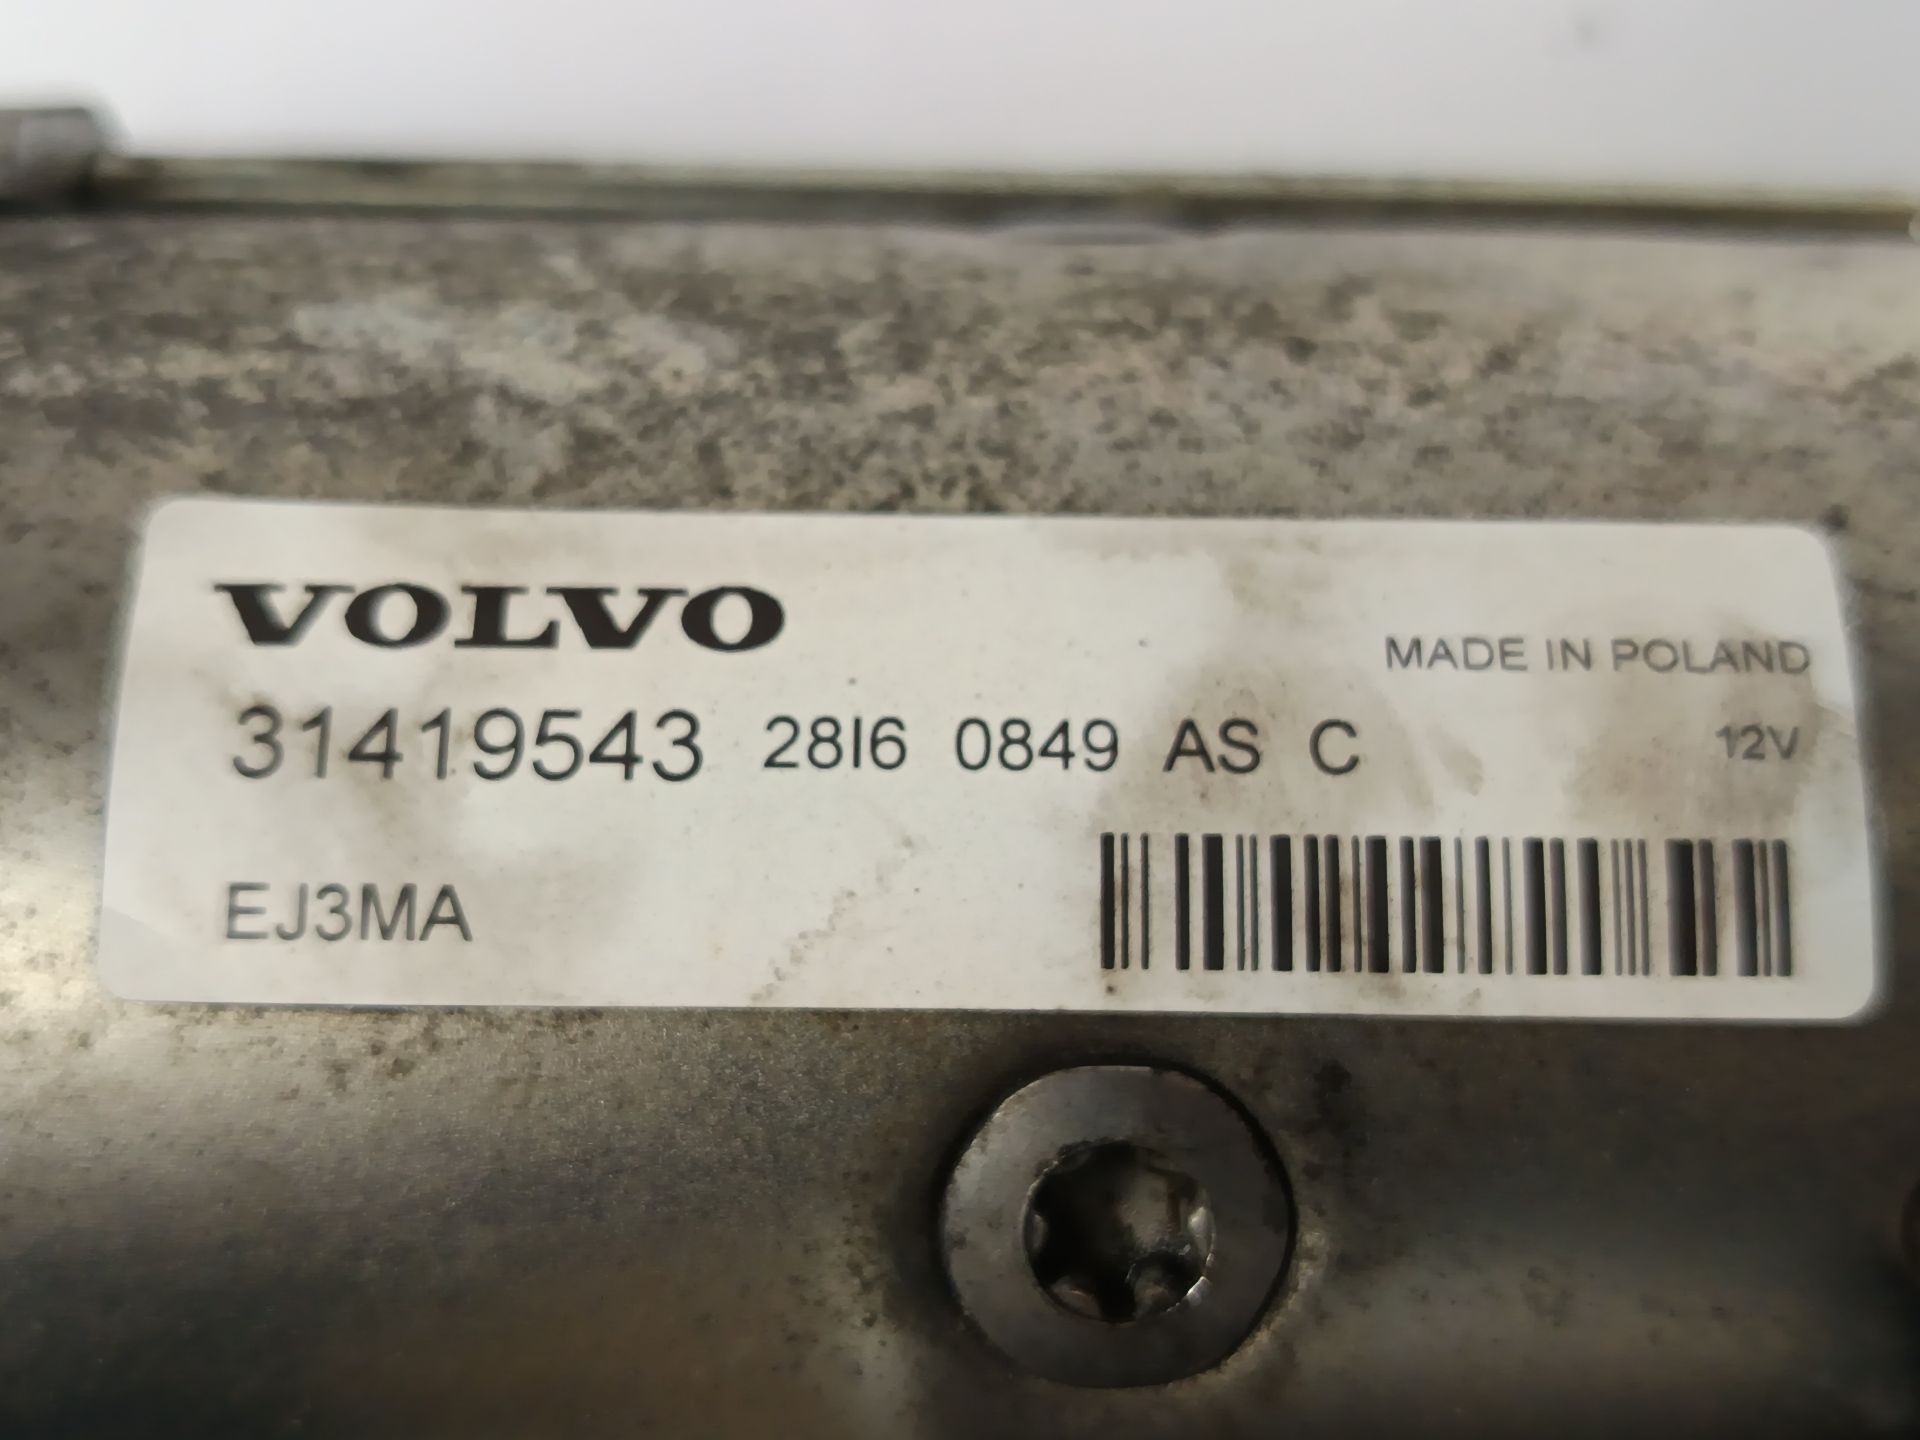 VOLVO
MADE IN POLAND
31419543 28I6 0849 AS C 12V
EJ3MA